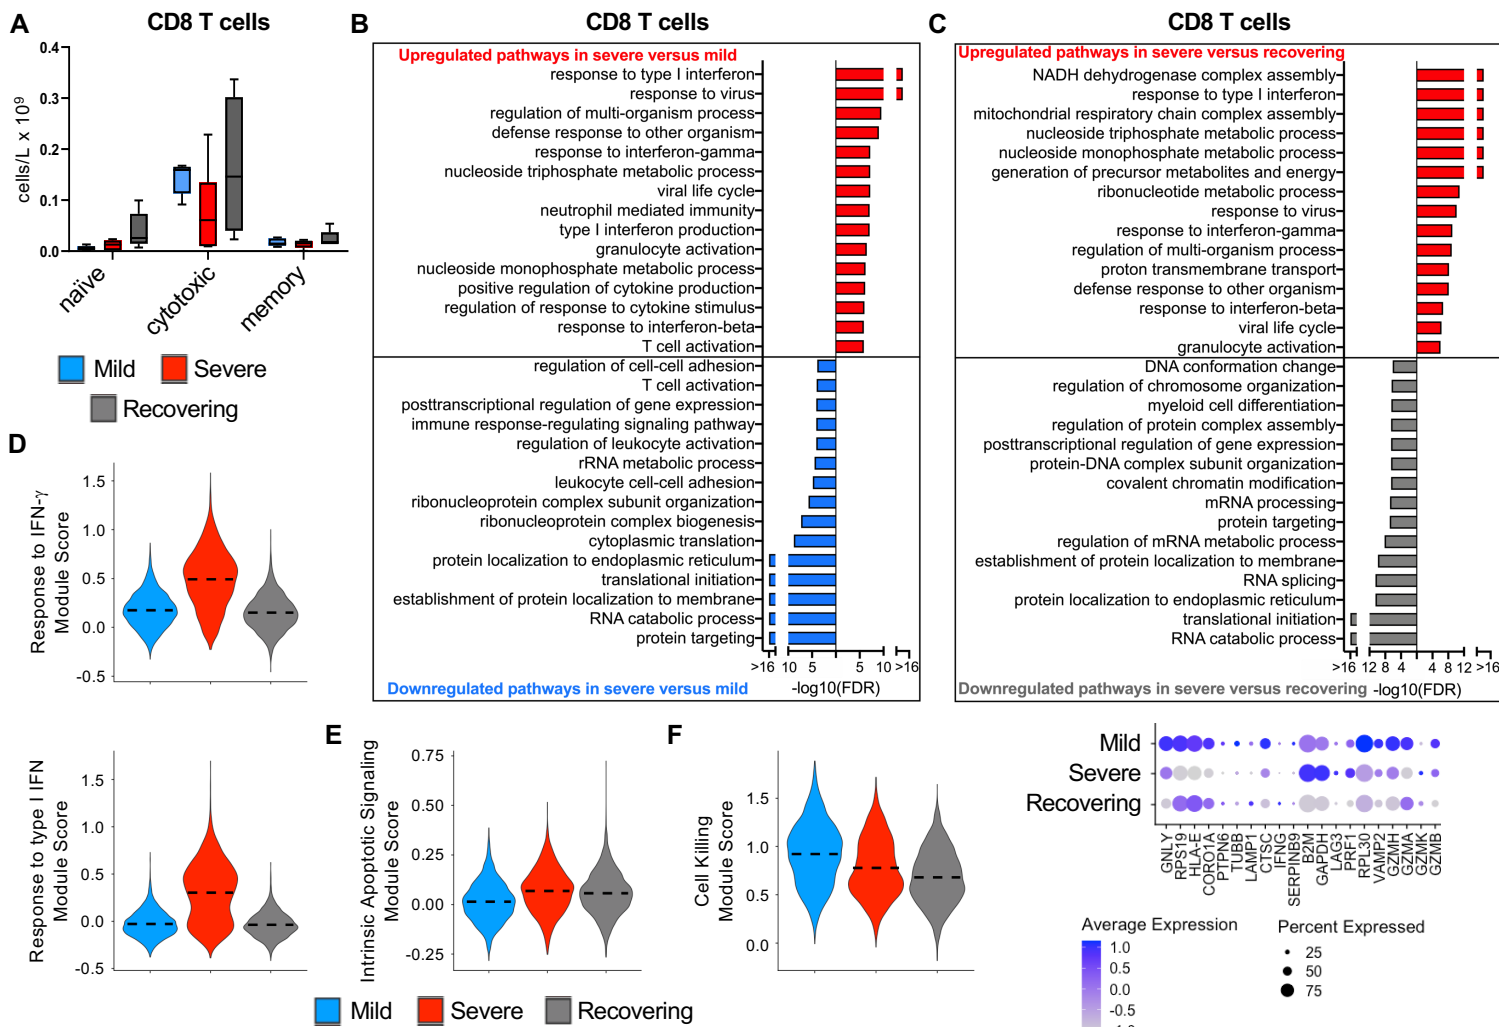 A
CD8 T cells
cells/L x 10⁹
0.4
0.3
0.2
0.1
0.0
naïve
cytotoxic
memory
Mild
Severe
Recovering
B
CD8 T cells
Upregulated pathways in severe versus mild
response to type I interferon
response to virus
regulation of multi-organism process
defense response to other organism
response to interferon-gamma
nucleoside triphosphate metabolic process
viral life cycle
neutrophil mediated immunity
type I interferon production
granulocyte activation
nucleoside monophosphate metabolic process
positive regulation of cytokine production
regulation of response to cytokine stimulus
response to interferon-beta
T cell activation
regulation of cell-cell adhesion
T cell activation
posttranscriptional regulation of gene expression
immune response-regulating signaling pathway
regulation of leukocyte activation
rRNA metabolic process
leukocyte cell-cell adhesion
ribonucleoprotein complex subunit organization
ribonucleoprotein complex biogenesis
cytoplasmic translation
protein localization to endoplasmic reticulum
translational initiation
establishment of protein localization to membrane
RNA catabolic process
protein targeting
>16 10 5 5 10 >16
Downregulated pathways in severe versus mild
-log10(FDR)
C
CD8 T cells
Upregulated pathways in severe versus recovering
NADH dehydrogenase complex assembly
response to type I interferon
mitochondrial respiratory chain complex assembly
nucleoside triphosphate metabolic process
nucleoside monophosphate metabolic process
generation of precursor metabolites and energy
ribonucleotide metabolic process
response to virus
response to interferon-gamma
regulation of multi-organism process
proton transmembrane transport
defense response to other organism
response to interferon-beta
viral life cycle
granulocyte activation
DNA conformation change
regulation of chromosome organization
myeloid cell differentiation
regulation of protein complex assembly
posttranscriptional regulation of gene expression
protein-DNA complex subunit organization
covalent chromatin modification
mRNA processing
protein targeting
regulation of mRNA metabolic process
establishment of protein localization to membrane
RNA splicing
protein localization to endoplasmic reticulum
translational initiation
RNA catabolic process
>16 12 8 4 4 8 12 >16
Downregulated pathways in severe versus recovering
-log10(FDR)
D
Response to IFN-γ
Module Score
1.5
1.0
0.5
0.0
-0.5
Response to type I IFN
Module Score
1.5
1.0
0.5
0.0
-0.5
E
Intrinsic Apoptotic Signaling
Module Score
0.75
0.50
0.25
0.00
-0.25
Mild
Severe
Recovering
F
Cell Killing
Module Score
1.5
1.0
0.5
0.0
Mild
Severe
Recovering
GNLY
RPS19
HLA-E
CORO1A
PTPN6
TUBB
LAMP1
CTSC
IFNG
SERPINB9
B2M
GAPDH
LAG3
PRF1
RPL30
VAMP2
GZMH
GZMA
GZMK
GZMB
Average Expression
1.0
0.5
0.0
-0.5
-1.0
Percent Expressed
25
50
75